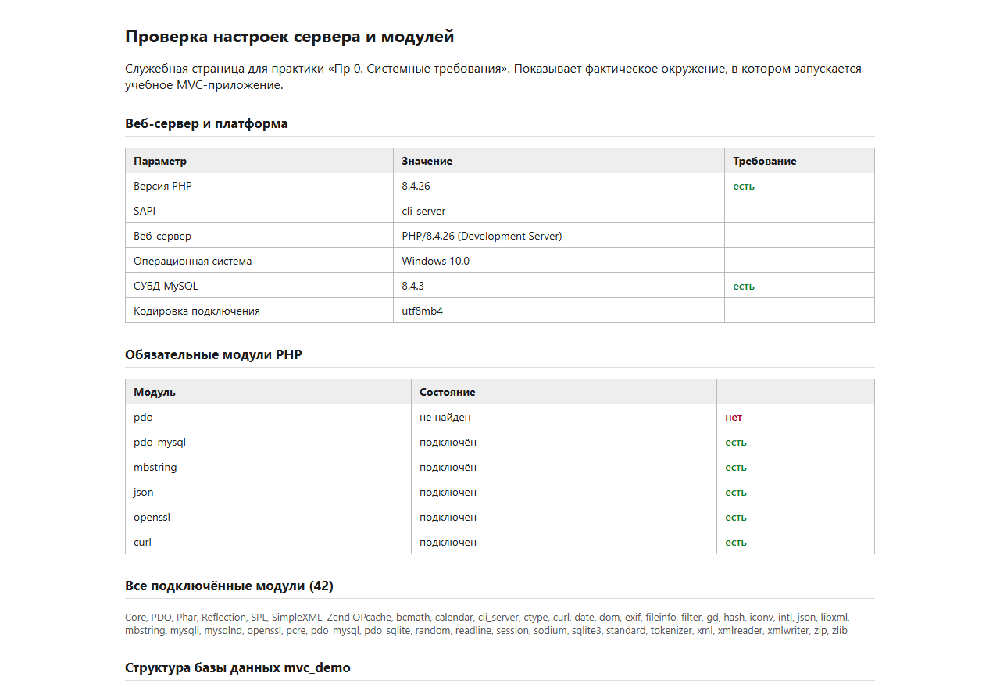 Проверка настроек сервера и модулей
Служебная страница для практики «Пр 0. Системные требования». Показывает фактическое окружение, в котором запускается
учебное MVC-приложение.
Веб-сервер и платформа
Параметр Значение Требование
Версия PHP 8.4.26 есть
SAPI cli-server
Веб-сервер PHP/8.4.26 (Development Server)
Операционная система Windows 10.0
СУБД MySQL 8.4.3 есть
Кодировка подключения utf8mb4
Обязательные модули PHP
Модуль Состояние
pdo не найден нет
pdo_mysql подключён есть
mbstring подключён есть
json подключён есть
openssl подключён есть
curl подключён есть
Все подключённые модули (42)
Core, PDO, Phar, Reflection, SPL, SimpleXML, Zend OPcache, bcmath, calendar, cli_server, ctype, curl, date, dom, exif, fileinfo, filter, gd, hash, iconv, intl, json, libxml,
mbstring, mysqli, mysqlnd, openssl, pcre, pdo_mysql, pdo_sqlite, random, readline, session, sodium, sqlite3, standard, tokenizer, xml, xmlreader, xmlwriter, zip, zlib
Структура базы данных mvc_demo